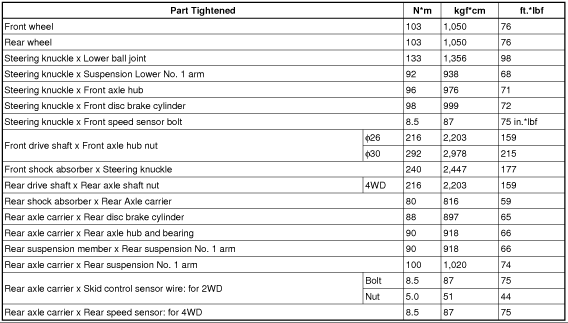 Part Tightened N*m kgf*cm ft.*lbf
Front wheel 103 1,050 76
Rear wheel 103 1,050 76
Steering knuckle x Lower ball joint 133 1,356 98
Steering knuckle x Suspension Lower No. 1 arm 92 938 68
Steering knuckle x Front axle hub 96 976 71
Steering knuckle x Front disc brake cylinder 98 999 72
Steering knuckle x Front speed sensor bolt 8.5 87 75 in.*lbf
Front drive shaft x Front axle hub nut ϕ26 216 2,203 159
ϕ30 292 2,978 215
Front shock absorber x Steering knuckle 240 2,447 177
Rear drive shaft x Rear axle shaft nut 4WD 216 2,203 159
Rear shock absorber x Rear Axle carrier 80 816 59
Rear axle carrier x Rear disc brake cylinder 88 897 65
Rear axle carrier x Rear axle hub and bearing 90 918 66
Rear suspension member x Rear suspension No. 1 arm 90 918 66
Rear axle carrier x Rear suspension No. 1 arm 100 1,020 74
Rear axle carrier x Skid control sensor wire: for 2WD Bolt 8.5 87 75
Nut 5.0 51 44
Rear axle carrier x Rear speed sensor: for 4WD 8.5 87 75